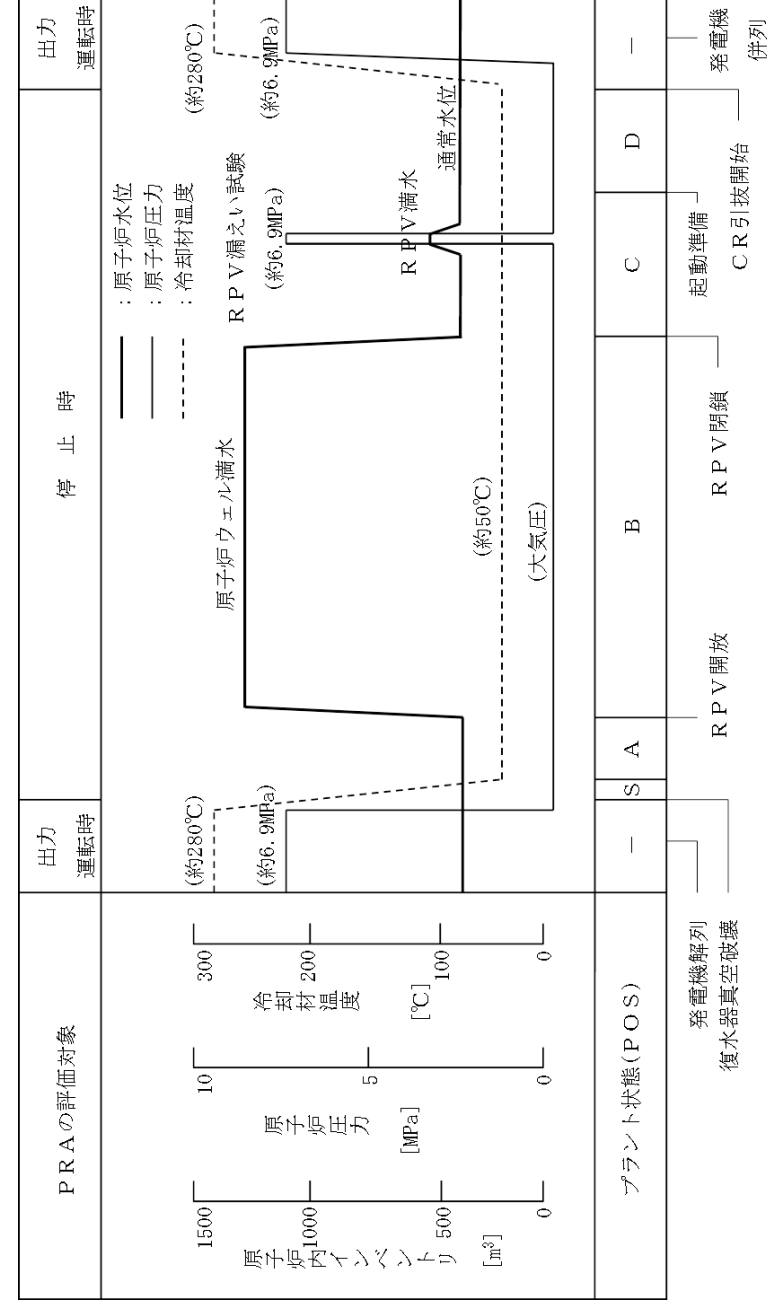 PRAの評価対象
出力
運転時
停止時
出力
運転時
：原子炉水位
：原子炉圧力
：冷却材温度
(約280℃)
(約6.9MPa)
原子炉ウェル満水
RPV漏えい試験
(約6.9MPa)
RPV満水
通常水位
(約280℃)
(約6.9MPa)
(約50℃)
(大気圧)
1500
1000
500
0
原子炉内インベントリ
[m³]
10
5
0
原子炉圧力
[MPa]
300
200
100
0
冷却材温度
[℃]
プラント状態(POS)
－
S
A
B
C
D
－
発電機解列
復水器真空破壊
RPV開放
RPV閉鎖
起動準備
CR引抜開始
発電機
併列